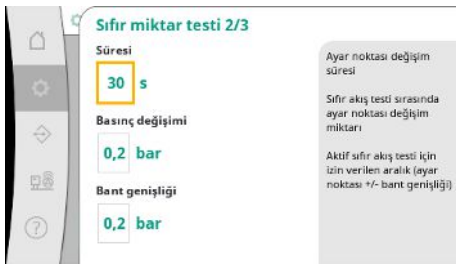 Sıfır miktar testi 2/3
Süresi
30 s
Basınç değişimi
0,2 bar
Bant genişliği
0,2 bar
Ayar noktası değişim
süresi
Sıfır akış testi sırasında
ayar noktası değişim
miktarı
Aktif sıfır akış testi için
izin verilen aralık (ayar
noktası +/- bant genişliği)
?